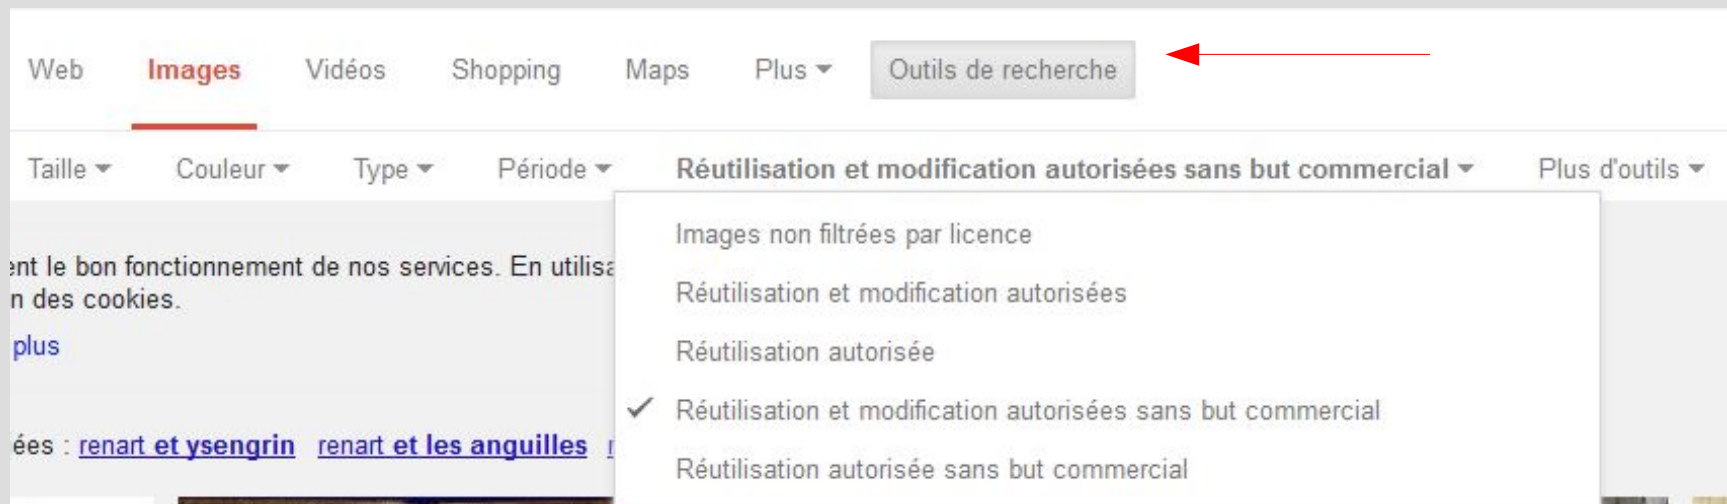 Web Images Vidéos Shopping Maps Plus Outils de recherche
Taille Couleur Type Période Réutilisation et modification autorisées sans but commercial Plus d'outils
Images non filtrées par licence
ent le bon fonctionnement de nos services. En utilisa
Réutilisation et modification autorisées
n des cookies.
plus
Réutilisation autorisée
Réutilisation et modification autorisées sans but commercial
ées : renart et ysengrin renart et les anguilles
Réutilisation autorisée sans but commercial